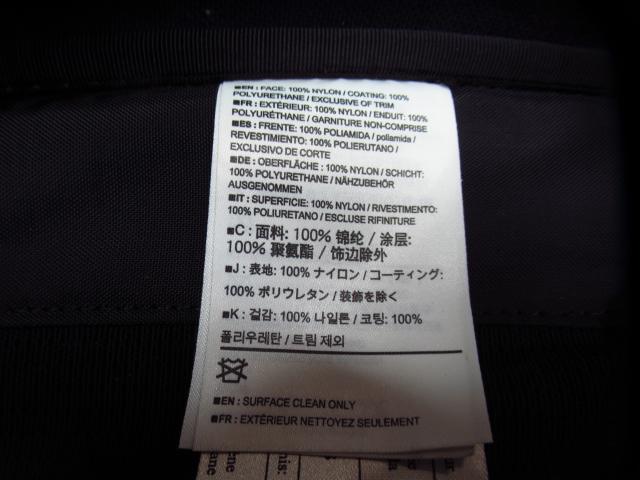 ■EN : FACE: 100% NYLON / COATING: 100%
POLYURETHANE / EXCLUSIVE OF TRIM
■FR : EXTÉRIEUR: 100% NYLON / ENDUIT: 100%
POLYURÉTHANE / GARNITURE NON-COMPRISE
■ES : FRENTE: 100% POLIAMIDA / poliamida /
REVESTIMIENTO: 100% POLIERUTANO /
EXCLUSIVO DE CORTE
■DE : OBERFLÄCHE : 100% NYLON / SCHICHT:
100% POLYURETHANE / NÄHZUBEHÖR
AUSGENOMMEN
■IT : SUPERFICIE: 100% NYLON / RIVESTIMENTO:
100% POLIURETANO / ESCLUSE RIFINITURE
■C : 面料: 100% 锦纶 / 涂层:
100% 聚氨酯 / 饰边除外
■J : 表地: 100% ナイロン / コーティング:
100% ポリウレタン / 装飾を除く
■K : 겉감: 100% 나일론 / 코팅: 100%
폴리우레탄 / 트림 제외
■EN : SURFACE CLEAN ONLY
■FR : EXTÉRIEUR NETTOYEZ SEULEMENT